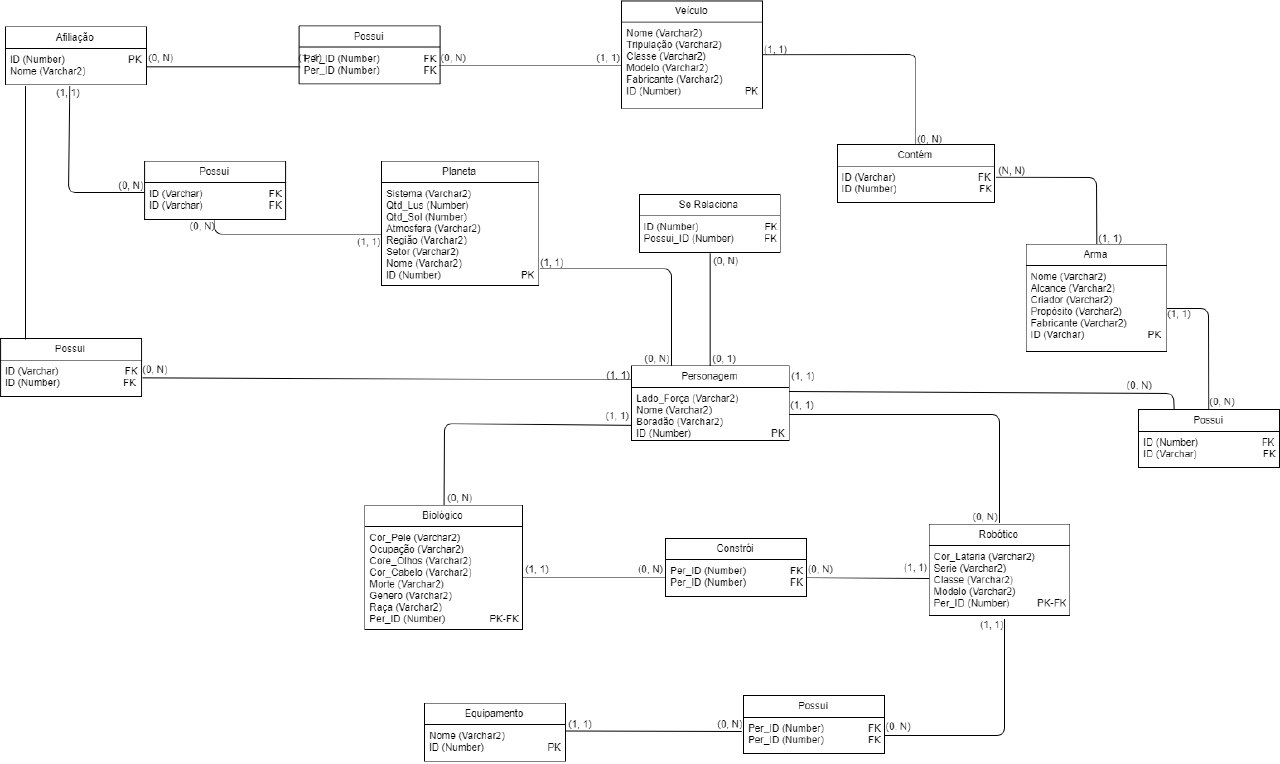 Afiliação
ID (Number) PK
Nome (Varchar2)
(0, N)
(1, 1)
Possui
Per_ID (Number) FK
Per_ID (Number) FK
(1, 1)
(0, N)
(1, 1)
Veículo
Nome (Varchar2)
Tripulação (Varchar2)
Classe (Varchar2)
Modelo (Varchar2)
Fabricante (Varchar2)
ID (Number) PK
(1, 1)
(0, N)
Contém
ID (Varchar) FK
ID (Number) FK
(N, N)
(1, 1)
Possui
ID (Varchar) FK
ID (Varchar) FK
(0, N)
(0, N)
(1, 1)
Planeta
Sistema (Varchar2)
Qtd_Lus (Number)
Qtd_Sol (Number)
Atmosfera (Varchar2)
Região (Varchar2)
Setor (Varchar2)
Nome (Varchar2)
ID (Number) PK
(1, 1)
(0, N)
Se Relaciona
ID (Number) FK
Possui_ID (Number) FK
(0, N)
(0, 1)
Arma
Nome (Varchar2)
Alcance (Varchar2)
Criador (Varchar2)
Propósito (Varchar2)
Fabricante (Varchar2)
ID (Varchar) PK
(1, 1)
(0, N)
Possui
ID (Varchar) FK
ID (Number) FK
(0, N)
(1, 1)
Personagem
Lado_Força (Varchar2)
Nome (Varchar2)
Boradão (Varchar2)
ID (Number) PK
(1, 1)
(0, N)
(1, 1)
(1, 1)
Possui
ID (Number) FK
ID (Varchar) FK
(0, N)
Biológico
Cor_Pele (Varchar2)
Ocupação (Varchar2)
Core_Olhos (Varchar2)
Cor_Cabelo (Varchar2)
Morte (Varchar2)
Genero (Varchar2)
Raça (Varchar2)
Per_ID (Number) PK-FK
(1, 1)
(0, N)
Constrói
Per_ID (Number) FK
Per_ID (Number) FK
(0, N)
(1, 1)
(0, N)
Robótico
Cor_Lataria (Varchar2)
Serie (Varchar2)
Classe (Varchar2)
Modelo (Varchar2)
Per_ID (Number) PK-FK
(1, 1)
Equipamento
Nome (Varchar2)
ID (Number) PK
(1, 1)
(0, N)
Possui
Per_ID (Number) FK
Per_ID (Number) FK
(0, N)